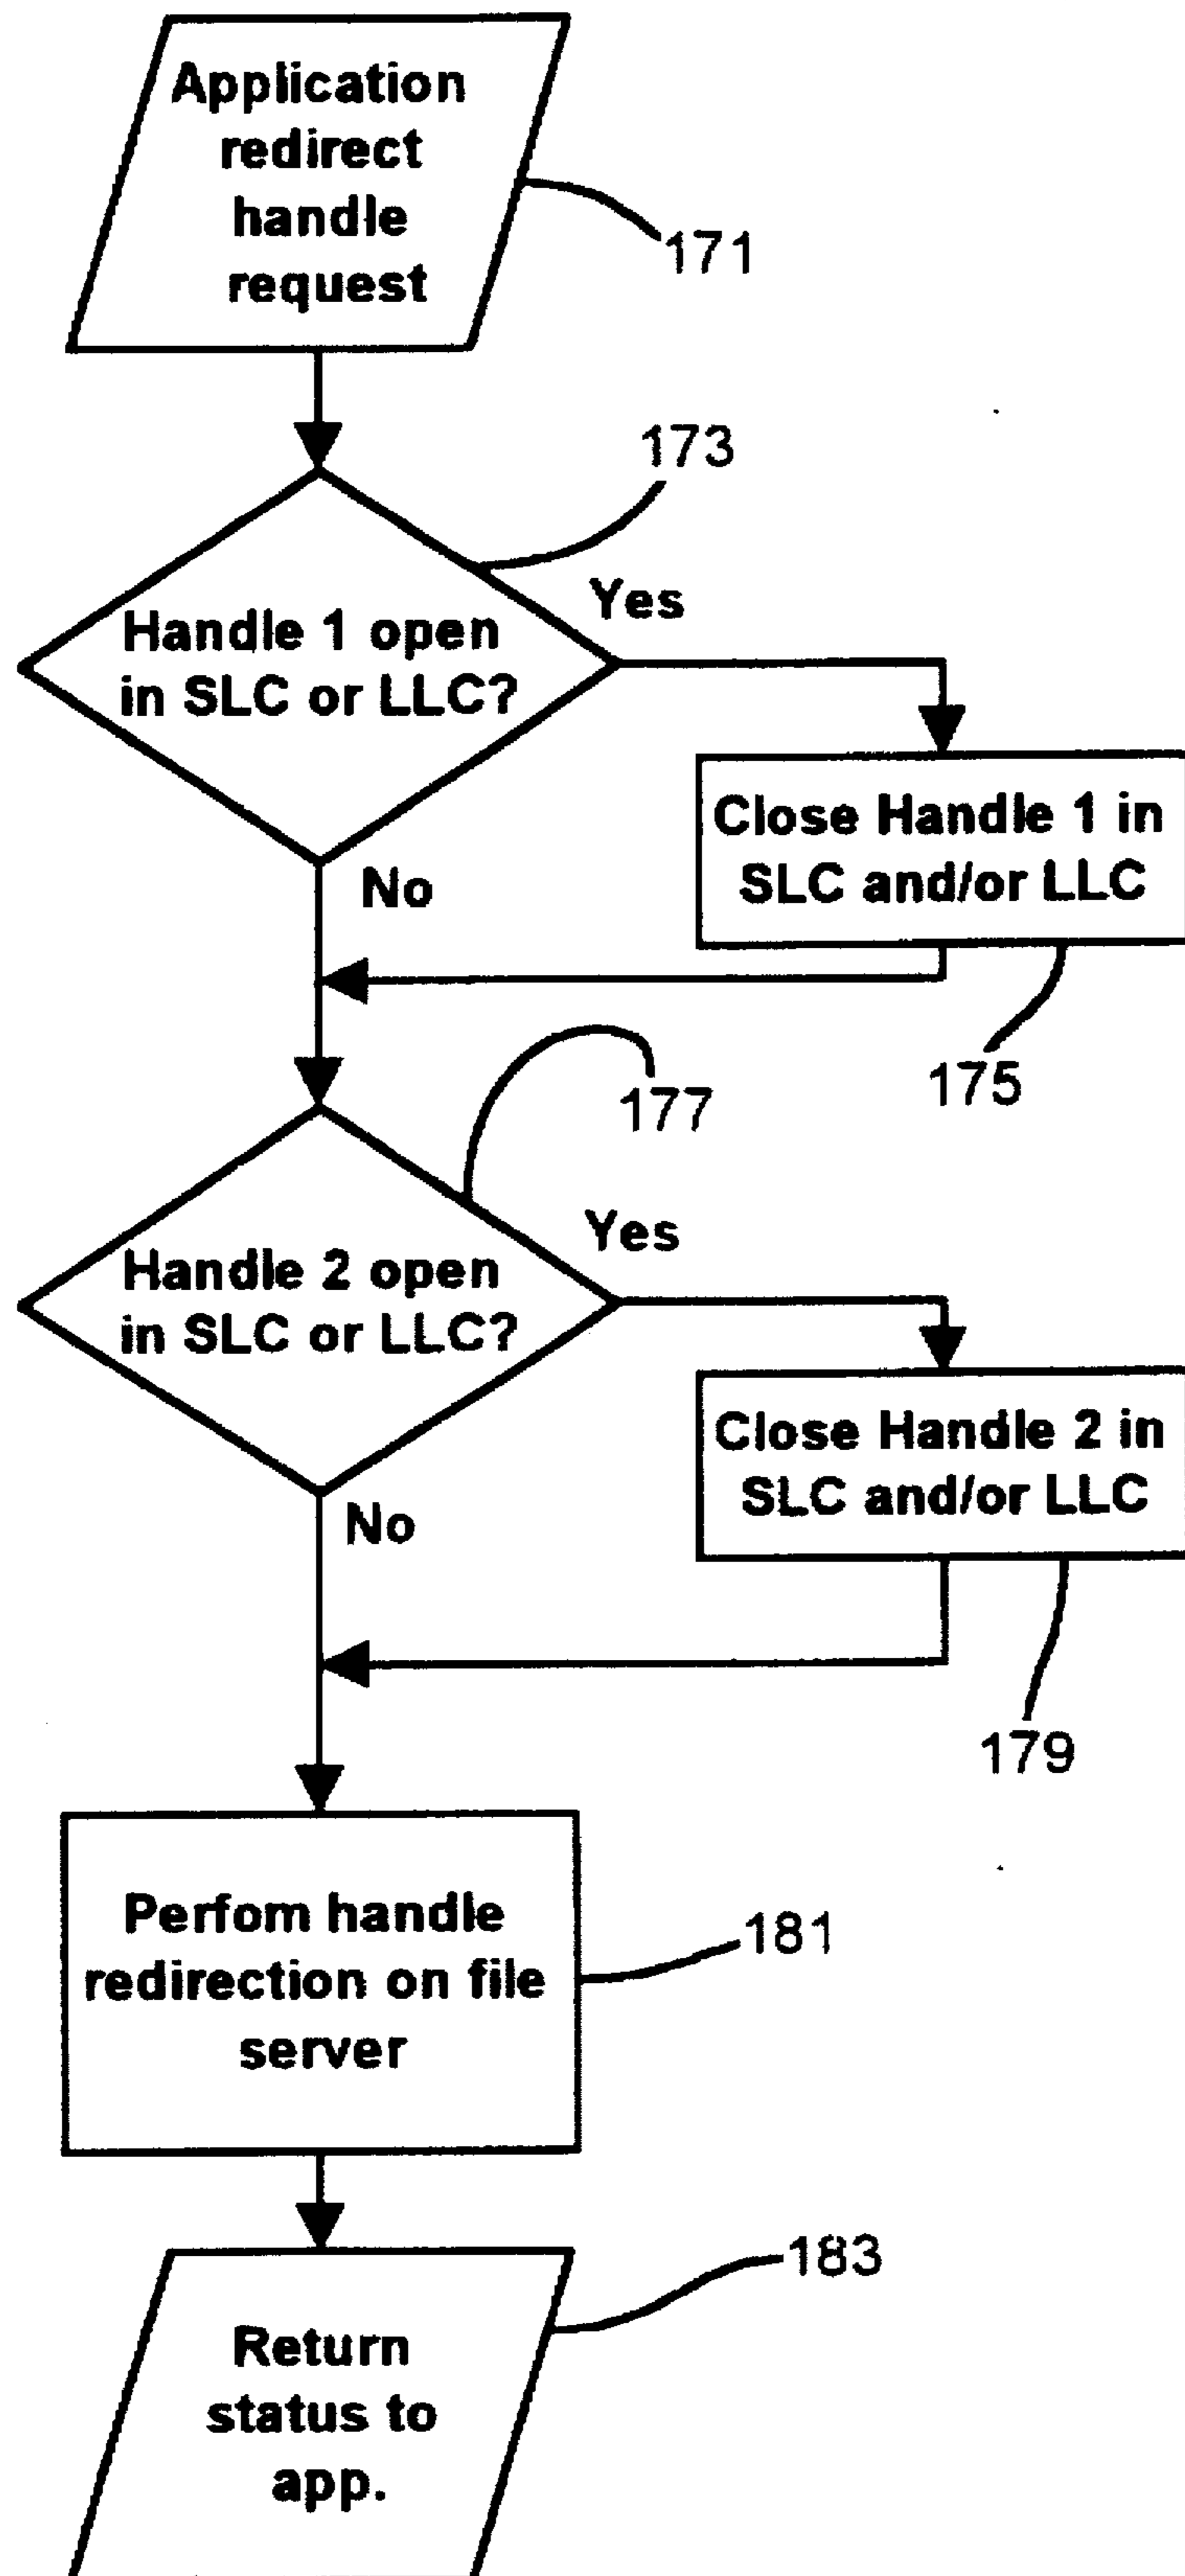 Application
redirect
handle
request
171
173
Yes
Handle 1 open
in SLC or LLC?
Close Handle 1 in
SLC and/or LLC
No
175
177
Yes
Handle 2 open
in SLC or LLC?
Close Handle 2 in
SLC and/or LLC
No
179
Perfom handle
redirection on file
server
181
183
Return
status to
app.